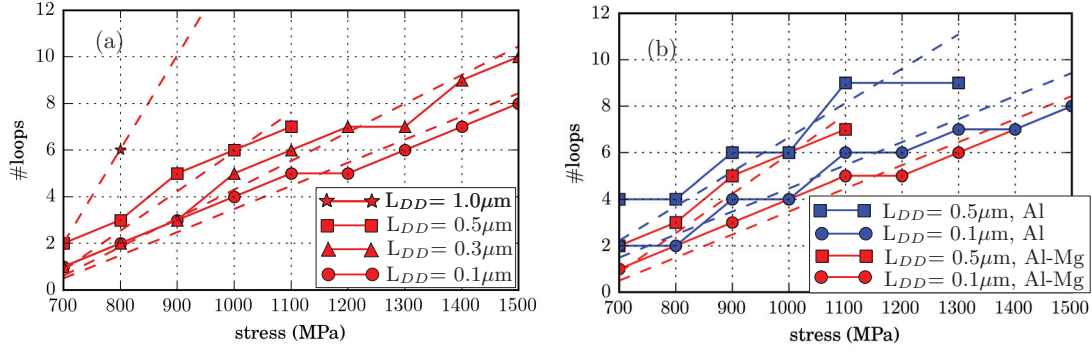 12
10
8
6
4
2
0
#loops
(a)
L_DD= 1.0μm
L_DD= 0.5μm
L_DD= 0.3μm
L_DD= 0.1μm
700 800 900 1000 1100 1200 1300 1400 1500
stress (MPa)
12
10
8
6
4
2
0
#loops
(b)
L_DD= 0.5μm, Al
L_DD= 0.1μm, Al
L_DD= 0.5μm, Al-Mg
L_DD= 0.1μm, Al-Mg
700 800 900 1000 1100 1200 1300 1400 1500
stress (MPa)